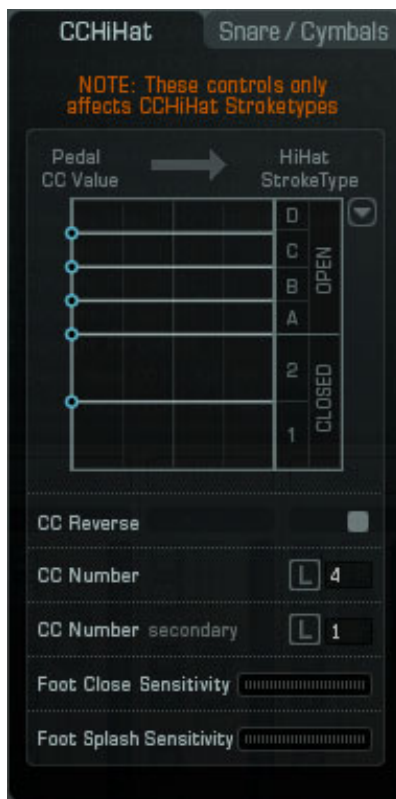 CCHiHat Snare / Cymbals
NOTE: These controls only
affects CCHiHat Stroketypes
Pedal
CC Value
HiHat
StrokeType
D
C
B
A
OPEN
2
1
CLOSED
CC Reverse
CC Number L 4
CC Number secondary L 1
Foot Close Sensitivity
Foot Splash Sensitivity